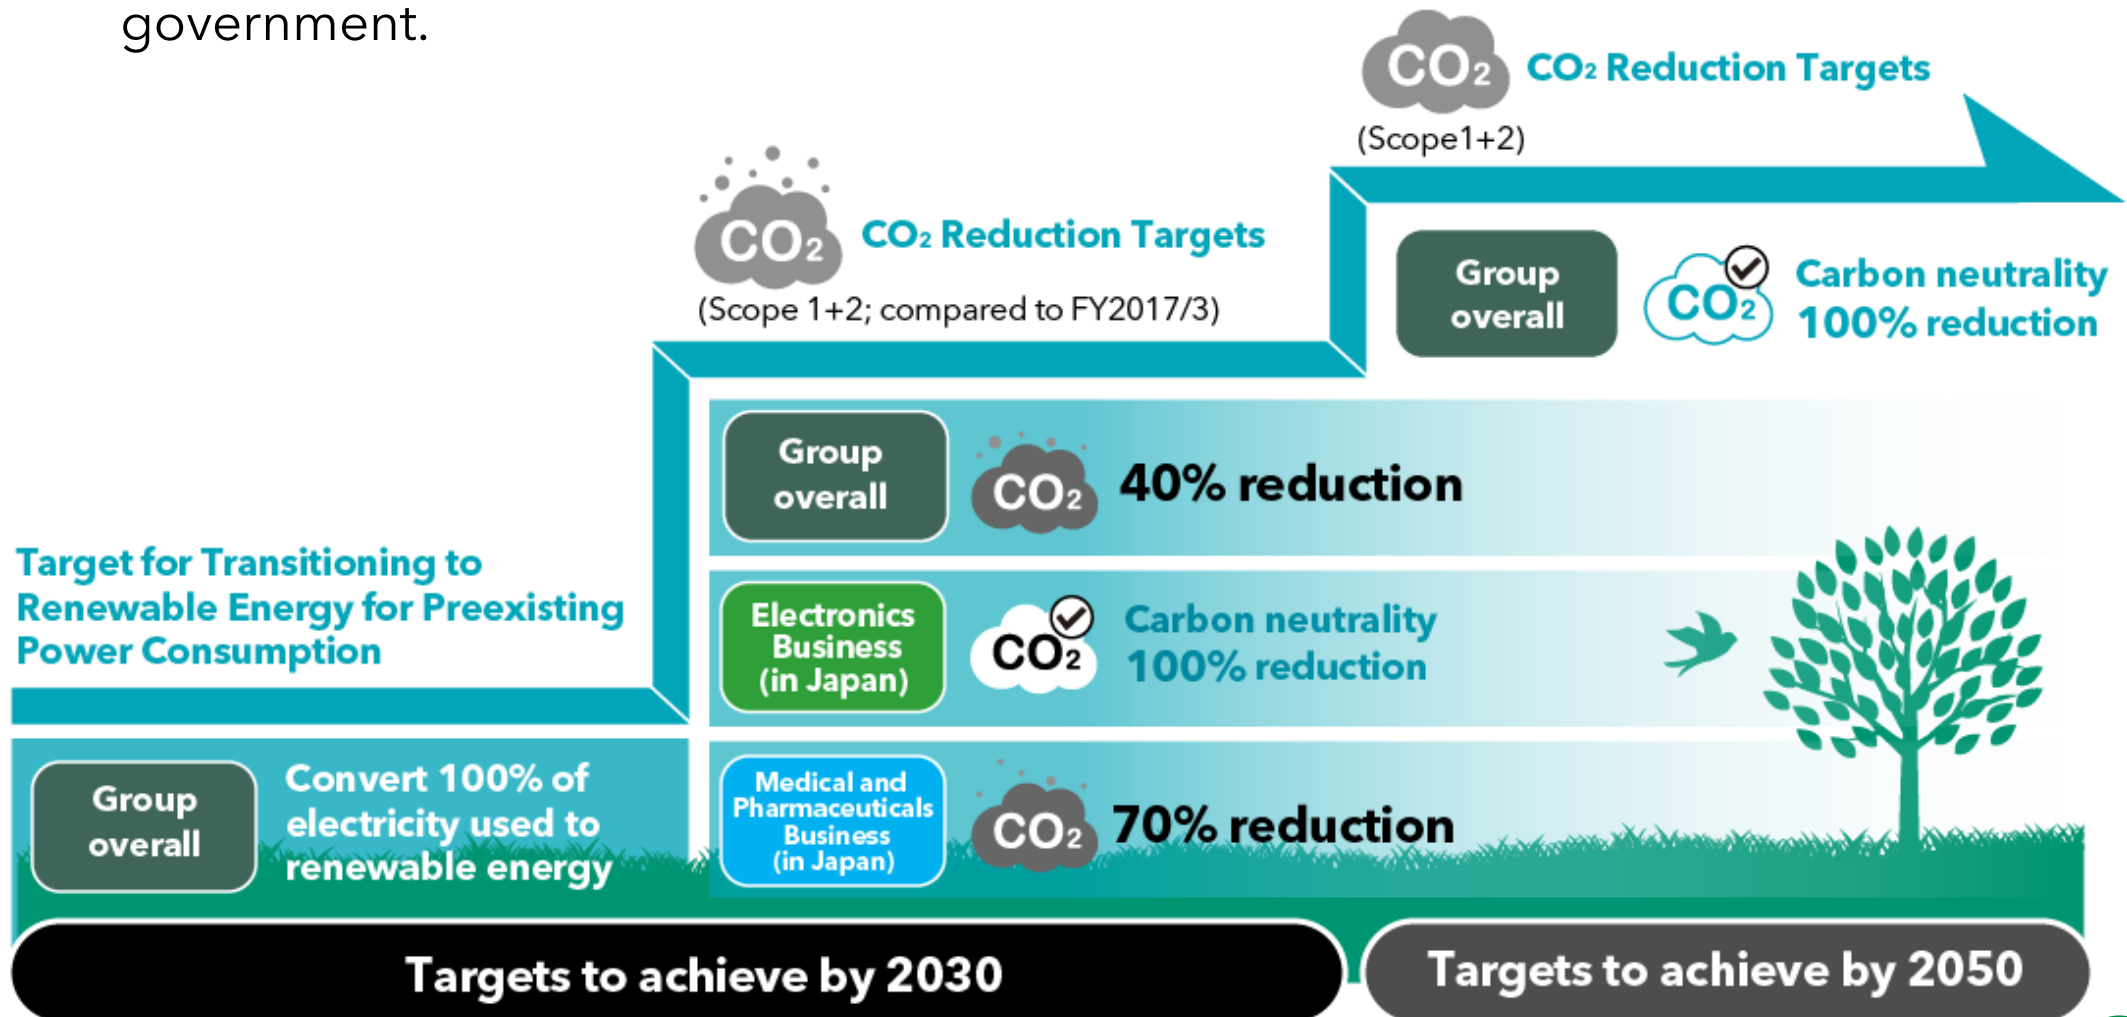 government.
CO2 CO2 Reduction Targets
(Scope1+2)
CO2 CO2 Reduction Targets
(Scope 1+2; compared to FY2017/3)
Group
overall
CO2
Carbon neutrality
100% reduction
Group
overall
CO2 40% reduction
Target for Transitioning to
Renewable Energy for Preexisting
Power Consumption
Electronics
Business
(in Japan)
CO2
Carbon neutrality
100% reduction
Group
overall
Convert 100% of
electricity used to
renewable energy
Medical and
Pharmaceuticals
Business
(in Japan)
CO2 70% reduction
Targets to achieve by 2030
Targets to achieve by 2050